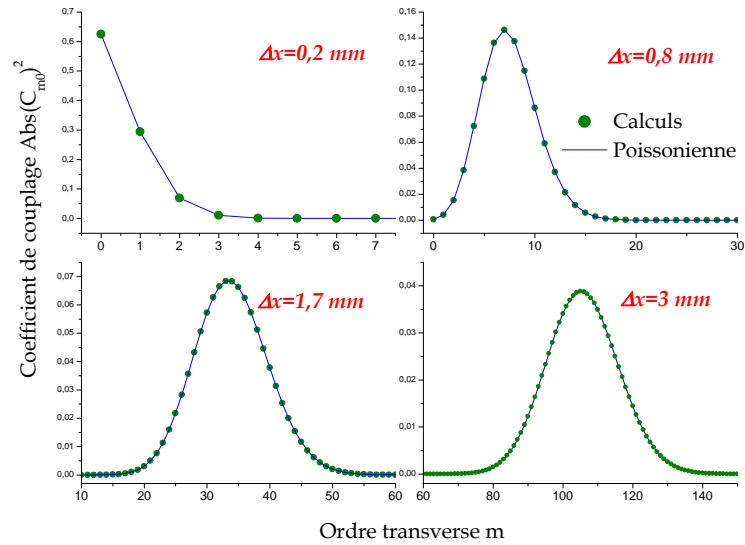 Coefficient de couplage Abs(C_{m0})^2
Δx=0,2 mm
0,7
0,6
0,5
0,4
0,3
0,2
0,1
0,0
0 1 2 3 4 5 6 7
Δx=0,8 mm
Calculs
Poissonienne
0,16
0,14
0,12
0,10
0,08
0,06
0,04
0,02
0,00
0 10 20 30
Δx=1,7 mm
0,07
0,06
0,05
0,04
0,03
0,02
0,01
0,00
10 20 30 40 50 60
Δx=3 mm
0,04
0,03
0,02
0,01
0,00
60 80 100 120 140
Ordre transverse m